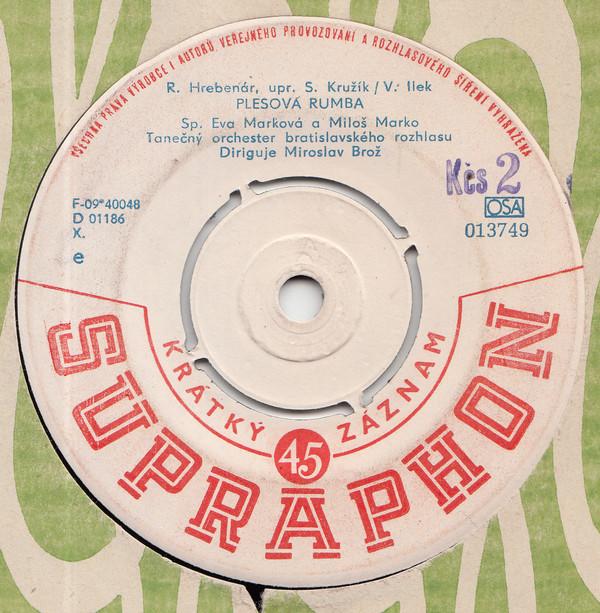 VŠECHNA PRÁVA VÝROBCE I AUTORŮ, VEŘEJNÉHO PROVOZOVÁNÍ A ROZHLASOVÉHO ŠÍŘENÍ VYHRAŽENA
R. Hrebenár, upr. S. Kružík / V. Ilek
PLESOVÁ RUMBA
Sp. Eva Marková a Miloš Marko
Tanečný orchester bratislavského rozhlasu
Diriguje Miroslav Brož
Kčs 2
F-09*40048
D 01186
X.
e
OSA
013749
KRÁTKÝ ZÁZNAM
45
SUPRAPHON